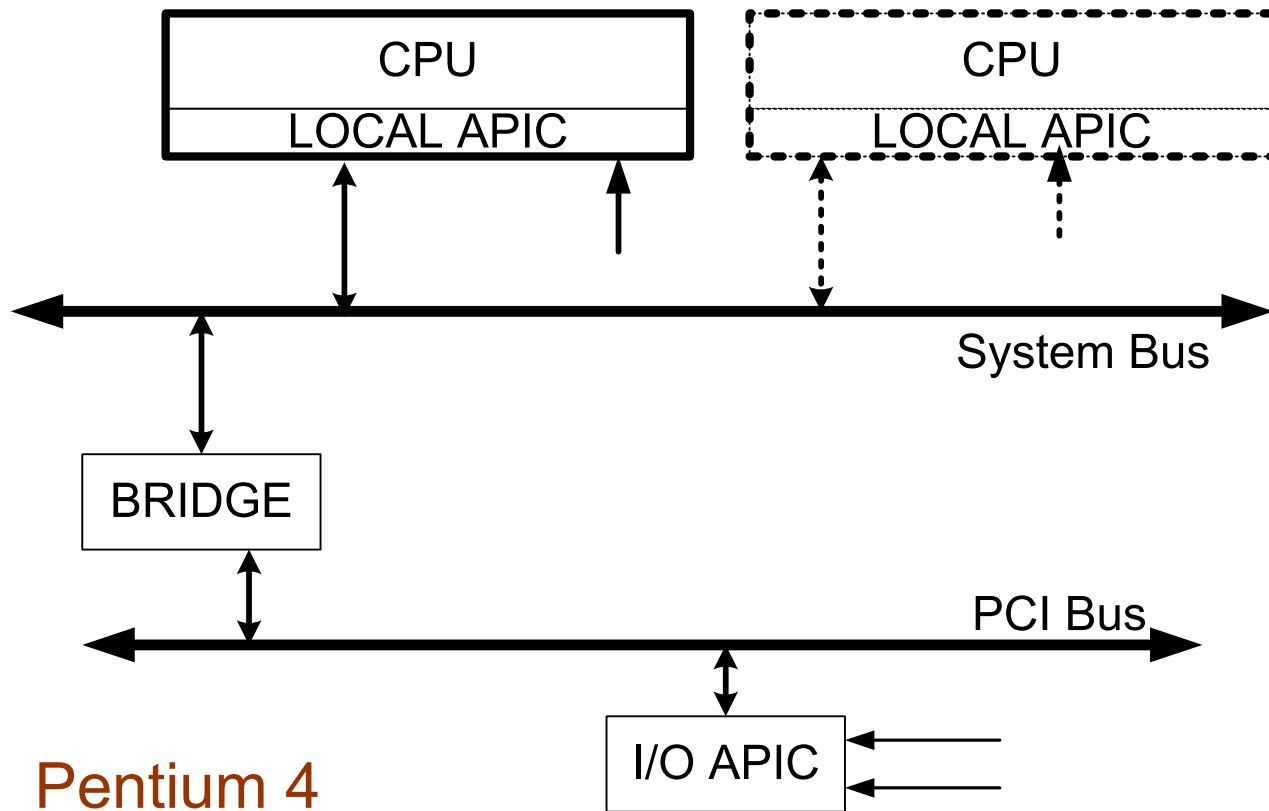 CPU
LOCAL APIC
CPU
LOCAL APIC
System Bus
BRIDGE
PCI Bus
I/O APIC
Pentium 4